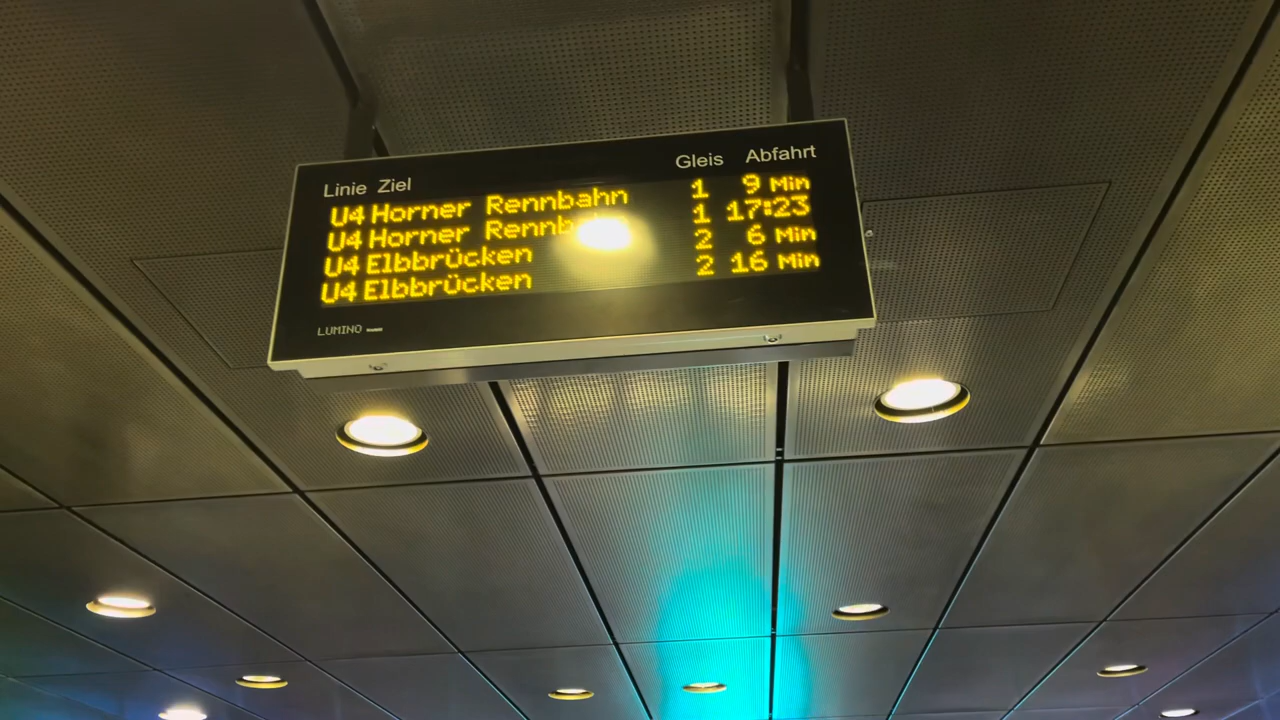 Linie Ziel Gleis Abfahrt
U4 Horner Rennbahn 1 9 Min
U4 Horner Rennb 1 17:23
U4 Elbbrücken 2 6 Min
U4 Elbbrücken 2 16 Min
LUMINO